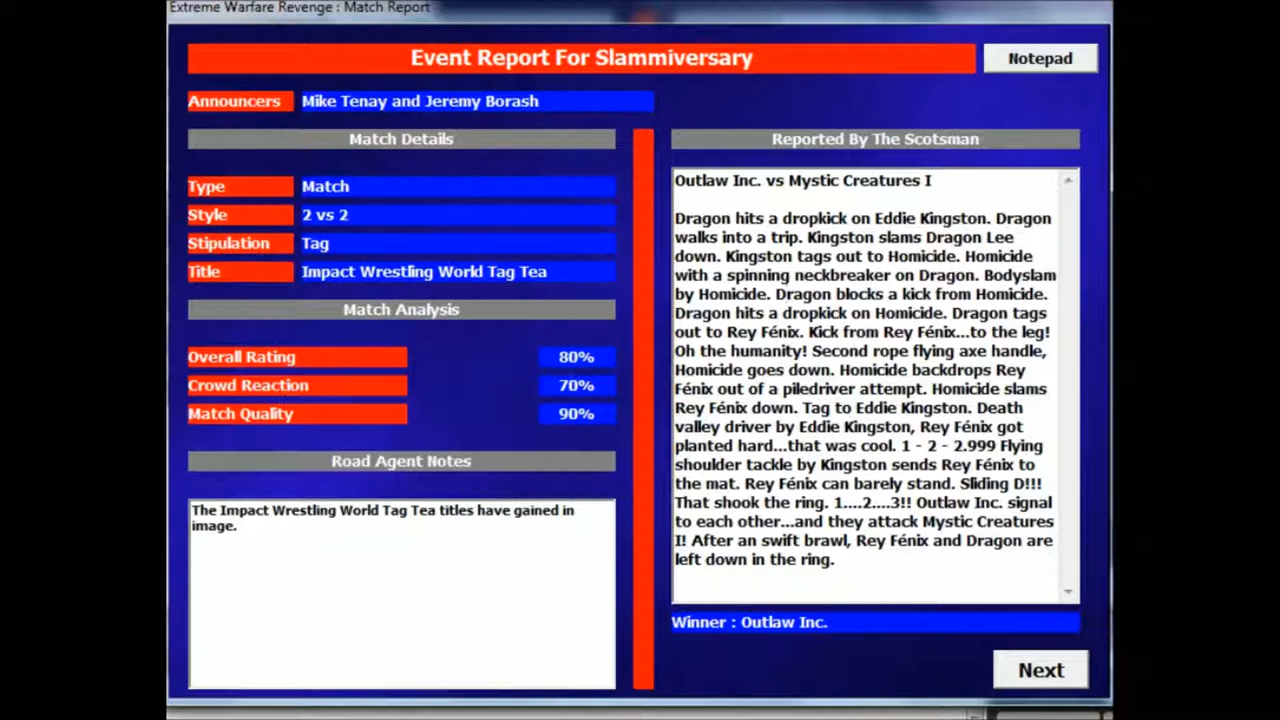 Extreme Warfare Revenge : Match Report
Event Report For Slammiversary
Notepad
Announcers
Mike Tenay and Jeremy Borash
Match Details
Type
Match
Style
2 vs 2
Stipulation
Tag
Title
Impact Wrestling World Tag Tea
Match Analysis
Overall Rating
80%
Crowd Reaction
70%
Match Quality
90%
Road Agent Notes
The Impact Wrestling World Tag Tea titles have gained in
image.
Reported By The Scotsman
Outlaw Inc. vs Mystic Creatures I
Dragon hits a dropkick on Eddie Kingston. Dragon
walks into a trip. Kingston slams Dragon Lee
down. Kingston tags out to Homicide. Homicide
with a spinning neckbreaker on Dragon. Bodyslam
by Homicide. Dragon blocks a kick from Homicide.
Dragon hits a dropkick on Homicide. Dragon tags
out to Rey Fénix. Kick from Rey Fénix...to the leg!
Oh the humanity! Second rope flying axe handle,
Homicide goes down. Homicide backdrops Rey
Fénix out of a piledriver attempt. Homicide slams
Rey Fénix down. Tag to Eddie Kingston. Death
valley driver by Eddie Kingston, Rey Fénix got
planted hard...that was cool. 1 - 2 - 2.999 Flying
shoulder tackle by Kingston sends Rey Fénix to
the mat. Rey Fénix can barely stand. Sliding D!!!
That shook the ring. 1....2....3!! Outlaw Inc. signal
to each other...and they attack Mystic Creatures
I! After an swift brawl, Rey Fénix and Dragon are
left down in the ring.
Winner : Outlaw Inc.
Next